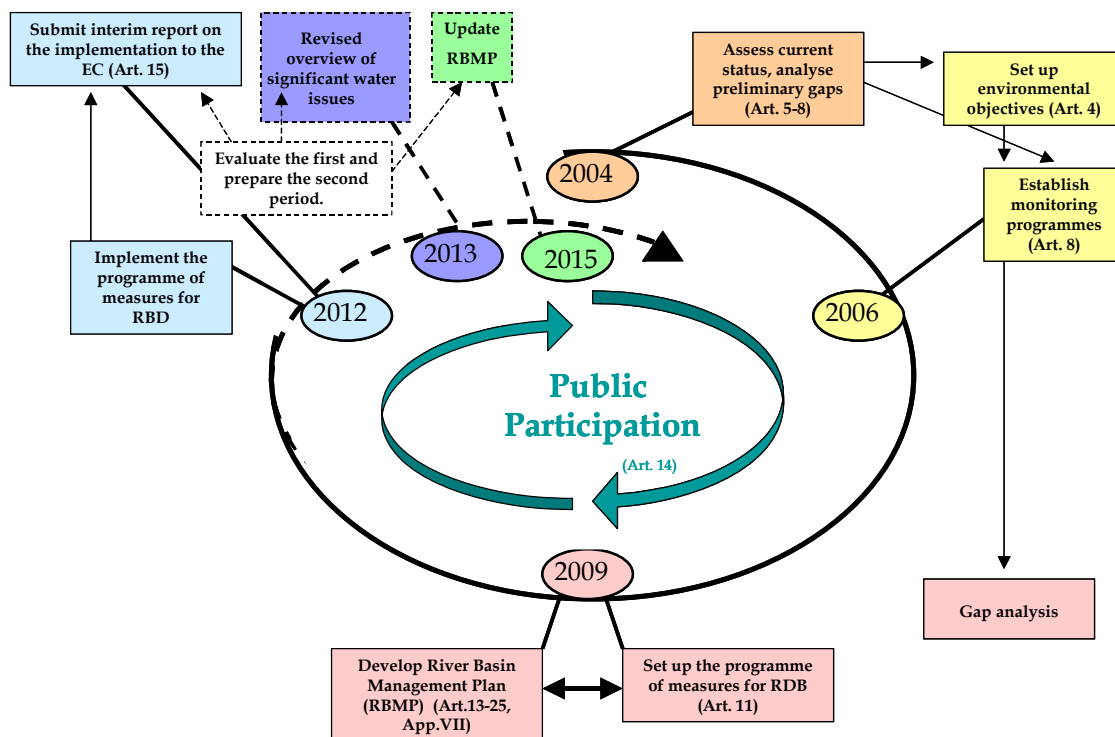 Submit interim report on
the implementation to the
EC (Art. 15)
Revised
overview of
significant water
issues
Update
RBMP
Assess current
status, analyse
preliminary gaps
(Art. 5-8)
Set up
environmental
objectives (Art. 4)
Evaluate the first and
prepare the second
period.
2004
Establish
monitoring
programmes
(Art. 8)
Implement the
programme of
measures for
RBD
2013
2015
2012
2006
Public
Participation
(Art. 14)
2009
Gap analysis
Develop River Basin
Management Plan
(RBMP) (Art.13-25,
App.VII)
Set up the programme
of measures for RDB
(Art. 11)